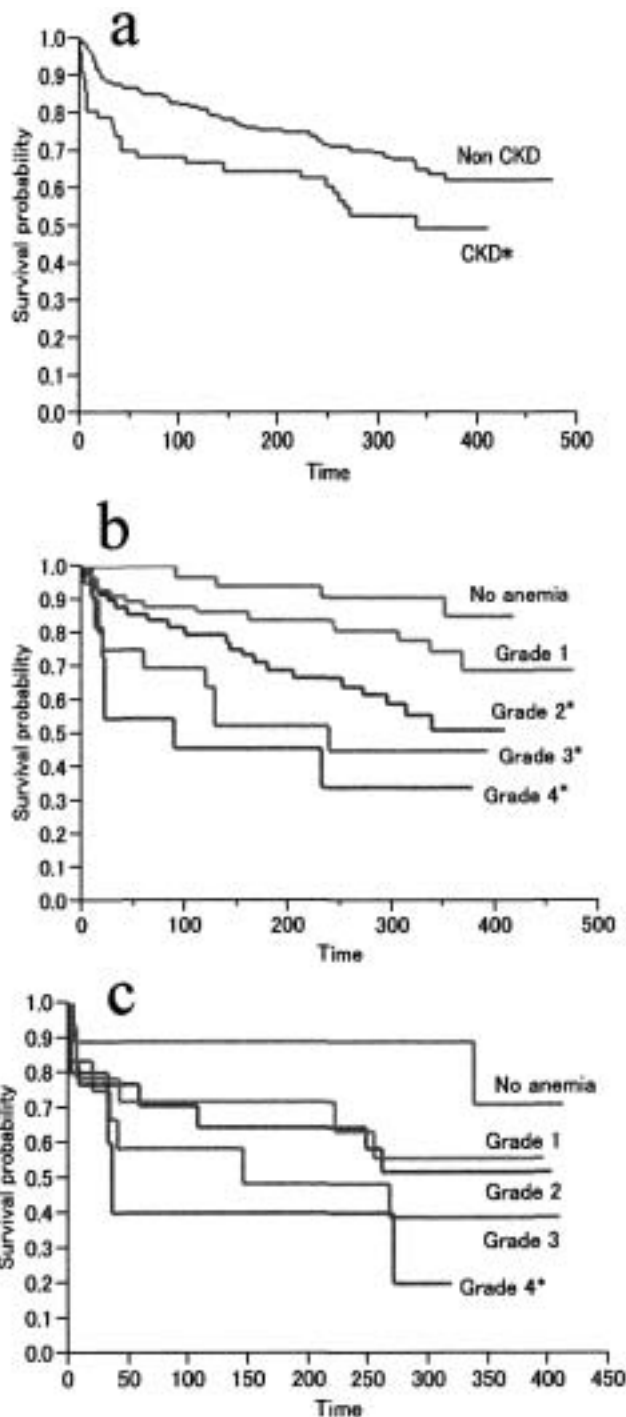 a
1.0
0.9
0.8
0.7
0.6
0.5
0.4
0.3
0.2
0.1
0.0
Survival probability
Non CKD
CKD*
0 100 200 300 400 500
Time
b
1.0
0.9
0.8
0.7
0.6
0.5
0.4
0.3
0.2
0.1
0.0
Survival probability
No anemia
Grade 1
Grade 2*
Grade 3*
Grade 4*
0 100 200 300 400 500
Time
c
1.0
0.9
0.8
0.7
0.6
0.5
0.4
0.3
0.2
0.1
0.0
Survival probability
No anemia
Grade 1
Grade 2
Grade 3
Grade 4*
0 50 100 150 200 250 300 350 400 450
Time